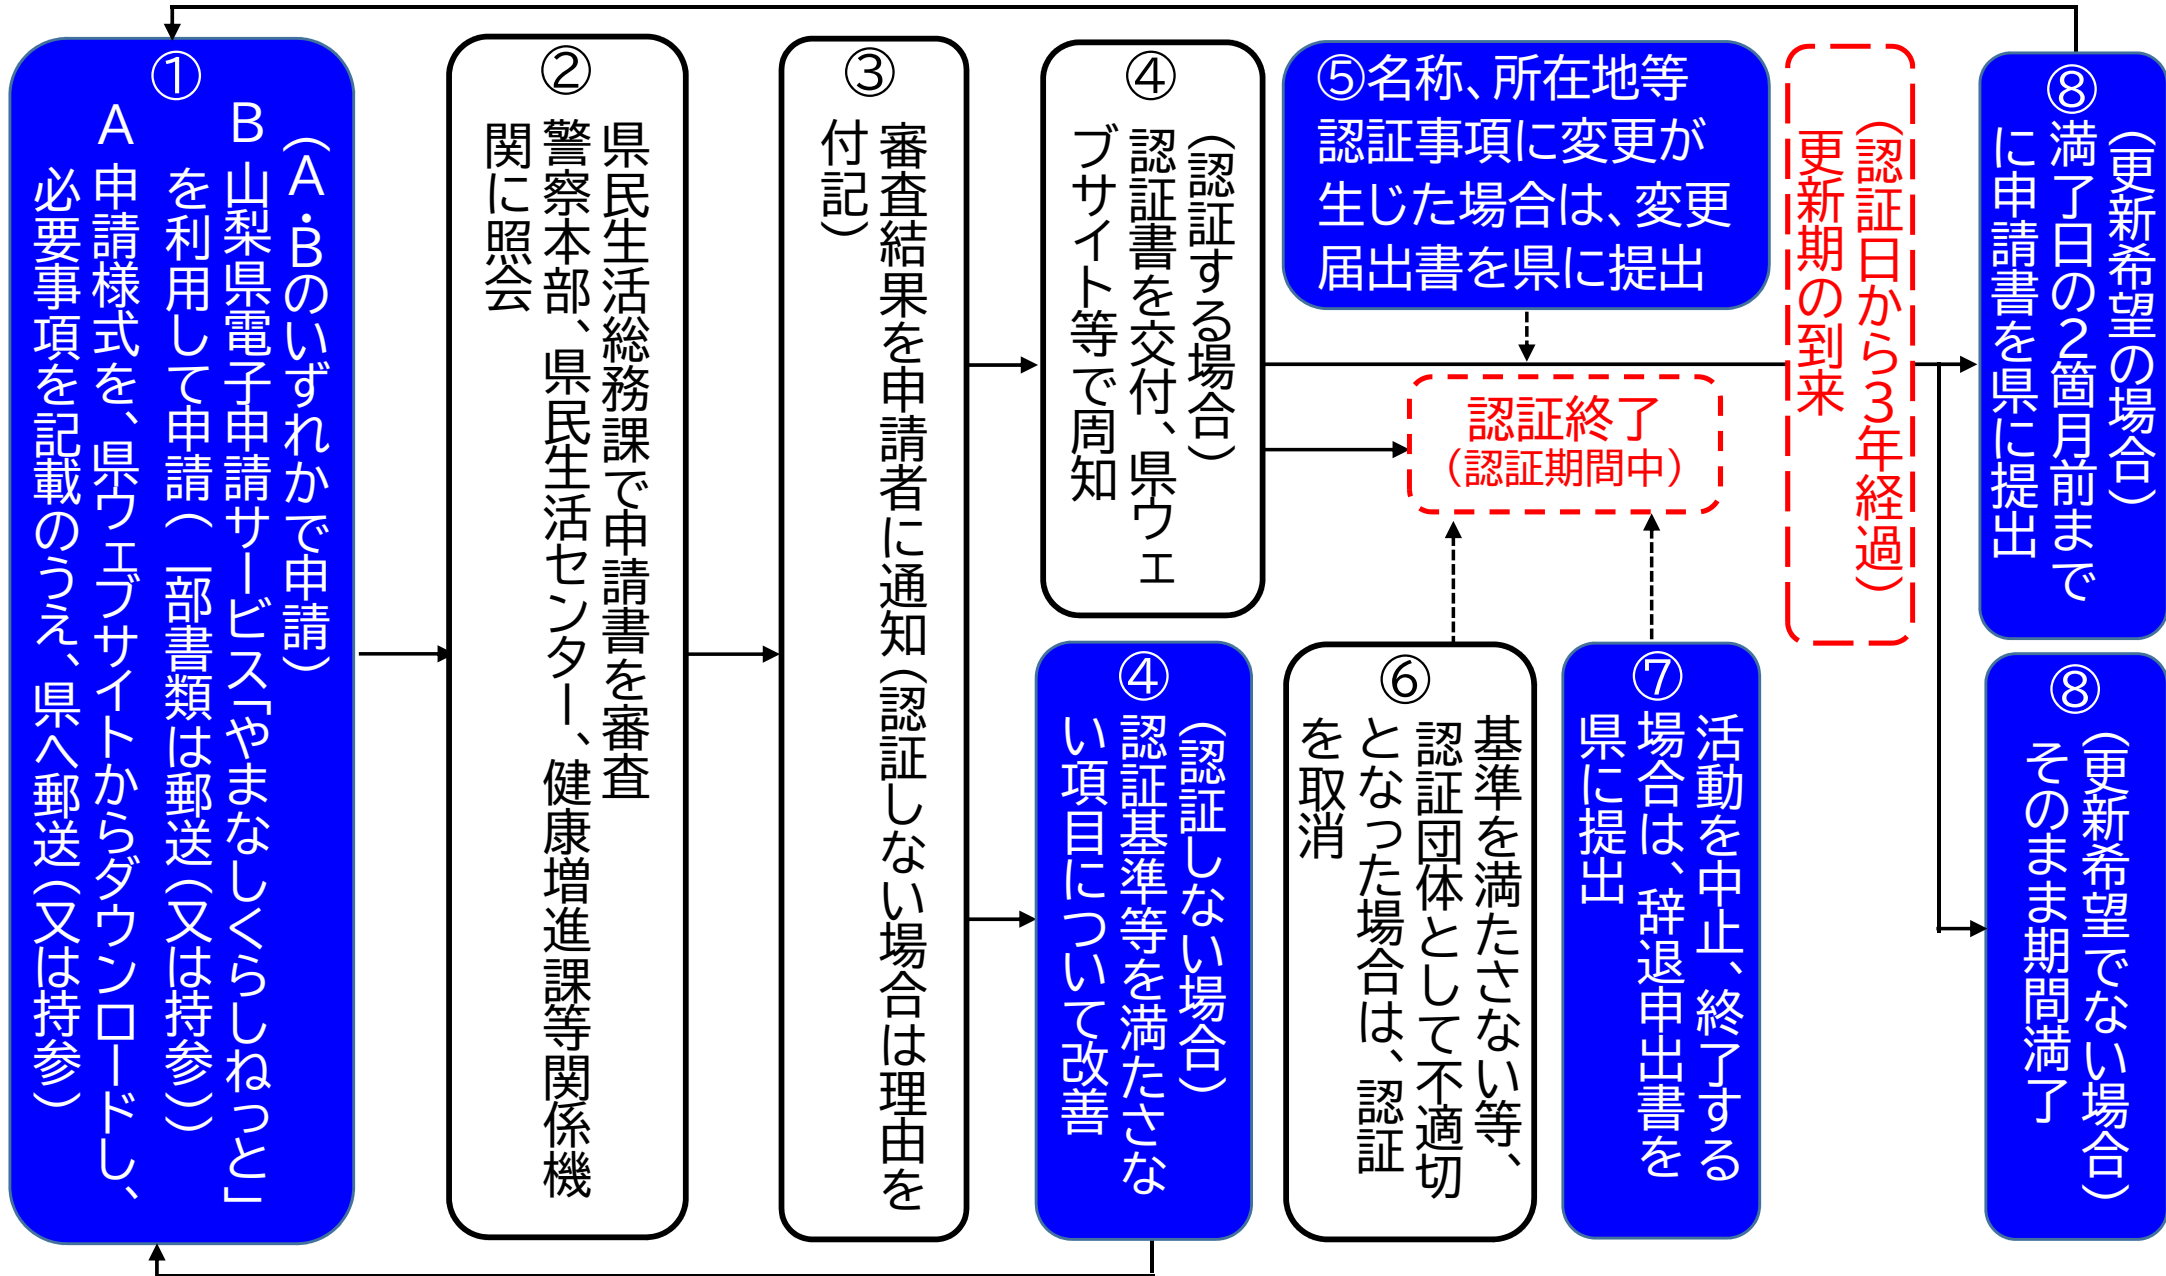 ①
（Ａ・Ｂのいずれかで申請）
Ｂ 山梨県電子申請サービス「やまなしくらしねっと」
を利用して申請（一部書類は郵送（又は持参））
Ａ 申請様式を、県ウェブサイトからダウンロードし、
必要事項を記載のうえ、県へ郵送（又は持参）
②
県民生活総務課で申請書を審査
警察本部、県民生活センター、健康増進課等関係機
関に照会
③
審査結果を申請者に通知（認証しない場合は理由を
付記）
④
（認証する場合）
認証書を交付、県ウェ
ブサイト等で周知
④
（認証しない場合）
認証基準等を満たさな
い項目について改善
⑤名称、所在地等
認証事項に変更が
生じた場合は、変更
届出書を県に提出
認証終了
（認証期間中）
⑥
基準を満たさない等、
認証団体として不適切
となった場合は、認証
を取消
⑦
活動を中止、終了する
場合は、辞退申出書を
県に提出
（認証日から３年経過）
更新期の到来
⑧
（更新希望の場合）
満了日の２箇月前まで
に申請書を県に提出
⑧
（更新希望でない場合）
そのまま期間満了